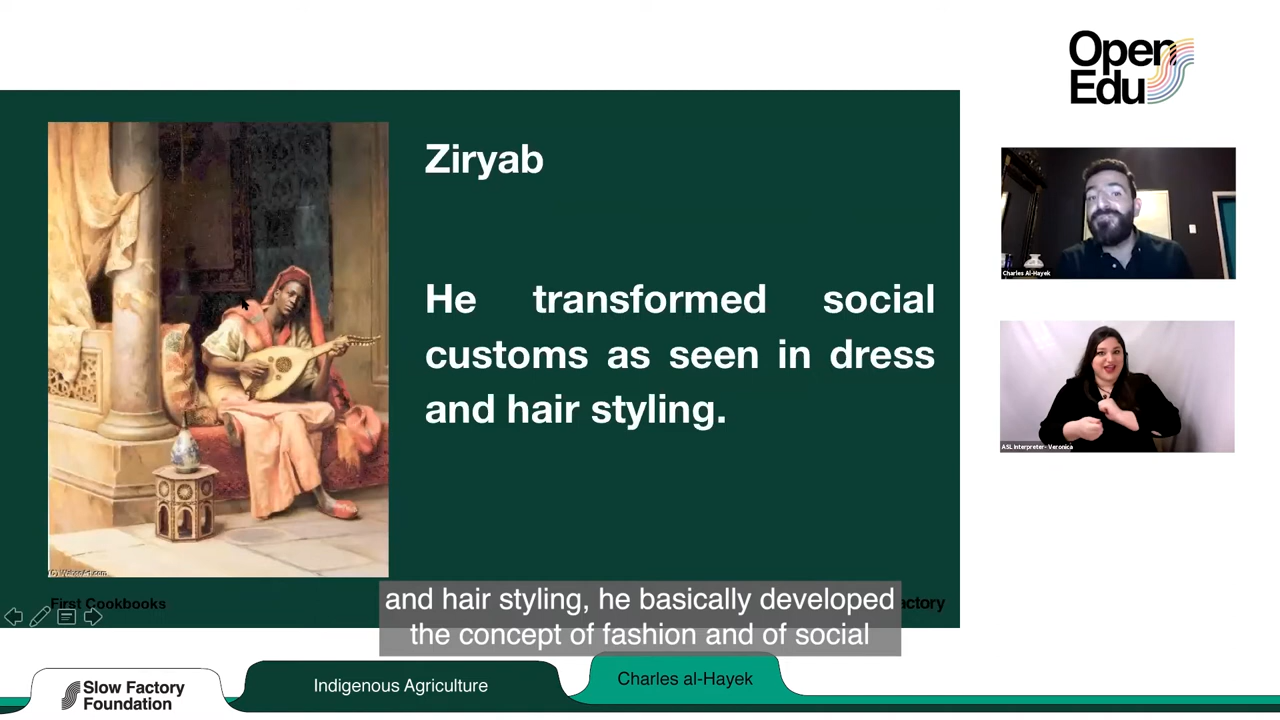 Open
Edu
Ziryab
He transformed social
customs as seen in dress
and hair styling.
Charles Al-Hayek
ASL Interpreter- Veronica
First Cookbooks
actory
and hair styling, he basically developed
the concept of fashion and of social
Slow Factory
Foundation
Indigenous Agriculture
Charles al-Hayek